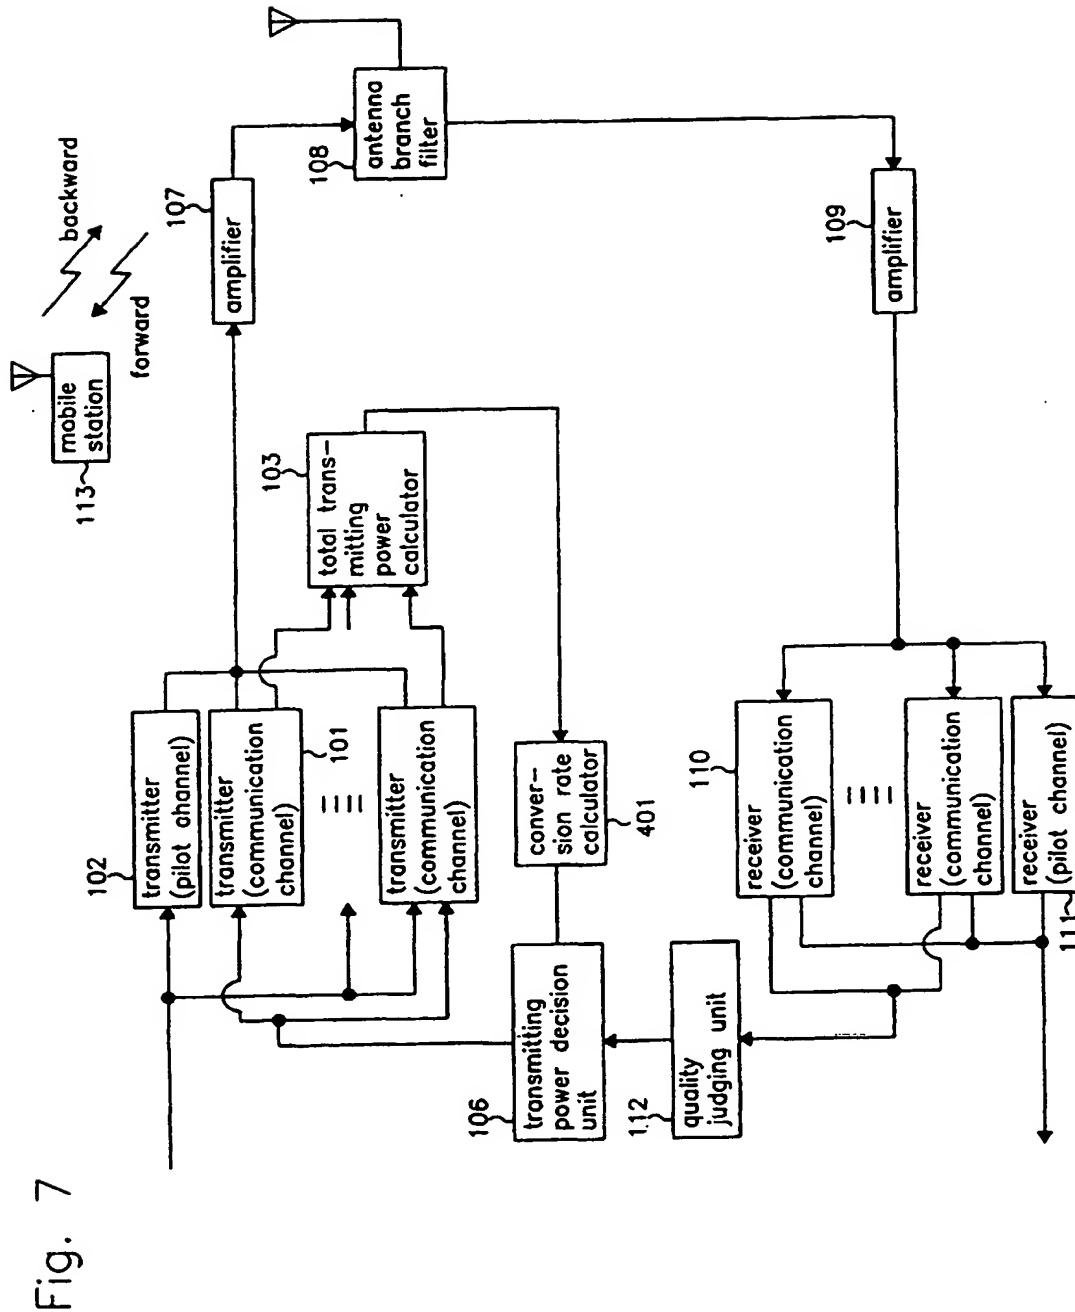 Fig. 7
113
mobile
station
backward
forward
102
transmitter
(pilot ahannel)
transmitter
(communication
channel)
101
transmitter
(communication
channel)
103
total trans-
mitting
power
calculator
107
amplifier
108
antenna
branch
filter
106
transmitting
power decision
unit
conver-
sion rate
calculator
401
112
quality
judging unit
110
receiver
(communication
channel)
receiver
(communication
channel)
receiver
(pilot channel)
111
109
amplifier